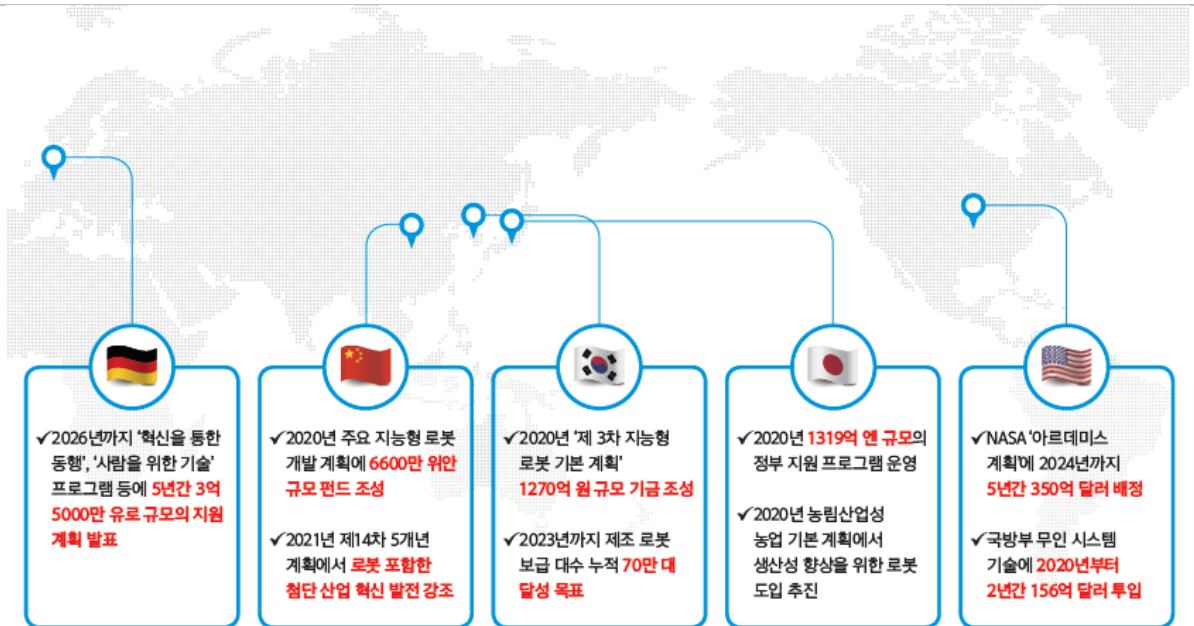 ✓2026년까지 '혁신을 통한
동행', '사람을 위한 기술'
프로그램 등에 5년간 3억
5000만 유로 규모의 지원
계획 발표
✓2020년 주요 지능형 로봇
개발 계획에 6600만 위안
규모 펀드 조성
✓2021년 제14차 5개년
계획에서 로봇 포함한
첨단 산업 혁신 발전 강조
✓2020년 '제 3차 지능형
로봇 기본 계획'
1270억 원 규모 기금 조성
✓2023년까지 제조 로봇
보급 대수 누적 70만 대
달성 목표
✓2020년 1319억 엔 규모의
정부 지원 프로그램 운영
✓2020년 농림산업성
농업 기본 계획에서
생산성 향상을 위한 로봇
도입 추진
✓NASA '아르데미스
계획'에 2024년까지
5년간 350억 달러 배정
✓국방부 무인 시스템
기술에 2020년부터
2년간 156억 달러 투입